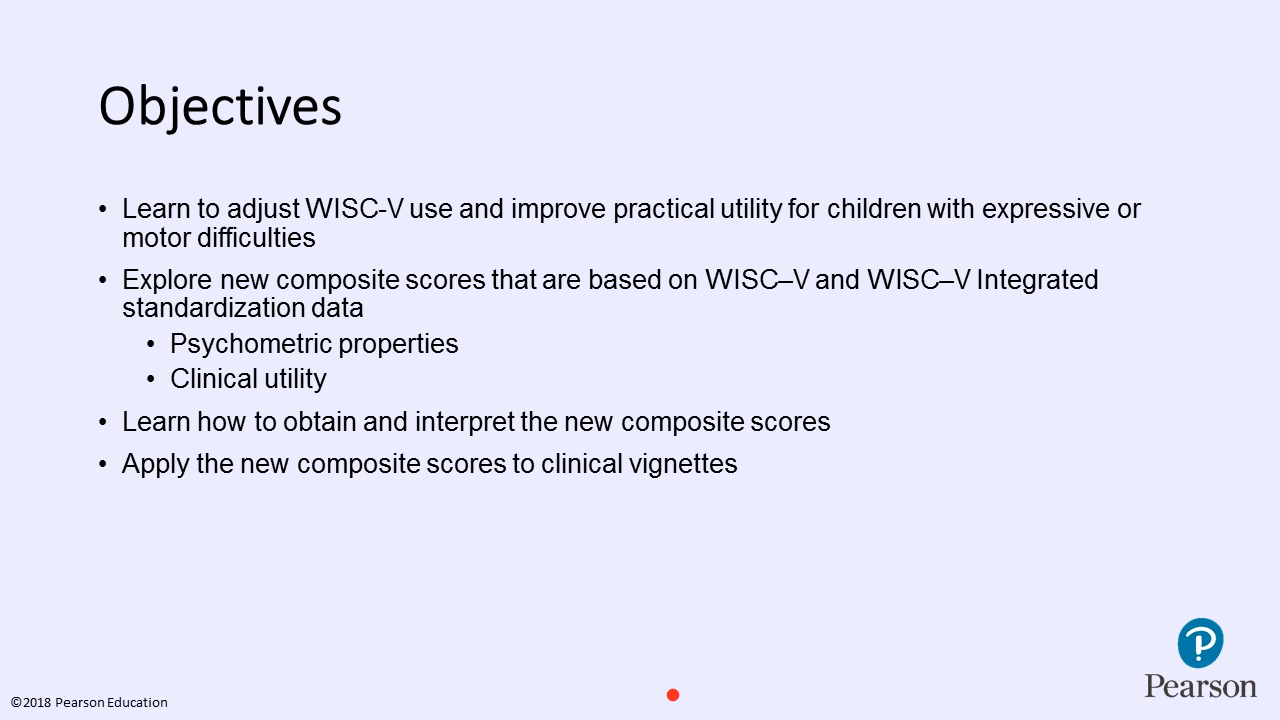 Objectives
• Learn to adjust WISC-V use and improve practical utility for children with expressive or
motor difficulties
• Explore new composite scores that are based on WISC–V and WISC–V Integrated
standardization data
• Psychometric properties
• Clinical utility
• Learn how to obtain and interpret the new composite scores
• Apply the new composite scores to clinical vignettes
P
Pearson
©2018 Pearson Education